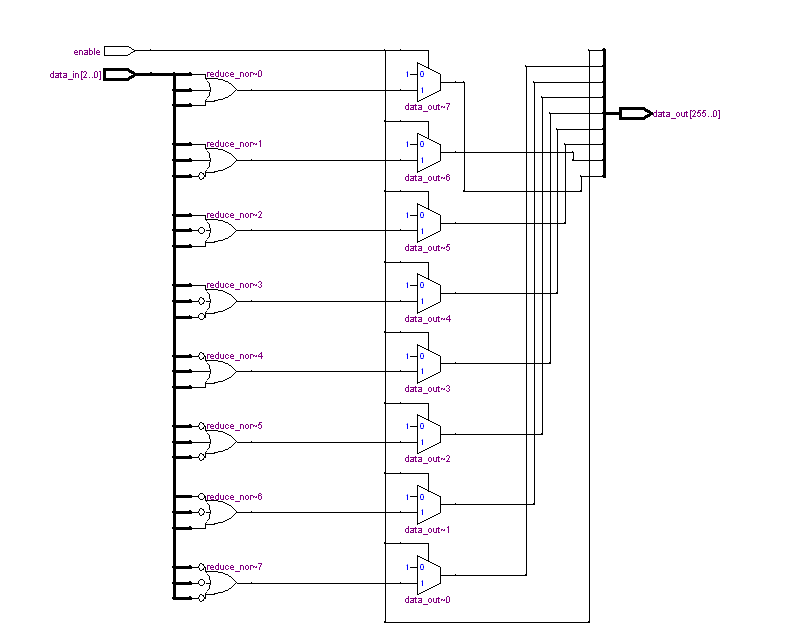 enable
data_in[2..0]
reduce_nor~0
1 0
1
data_out~7
data_out[255..0]
reduce_nor~1
1 0
1
data_out~6
reduce_nor~2
1 0
1
data_out~5
reduce_nor~3
1 0
1
data_out~4
reduce_nor~4
1 0
1
data_out~3
reduce_nor~5
1 0
1
data_out~2
reduce_nor~6
1 0
1
data_out~1
reduce_nor~7
1 0
1
data_out~0